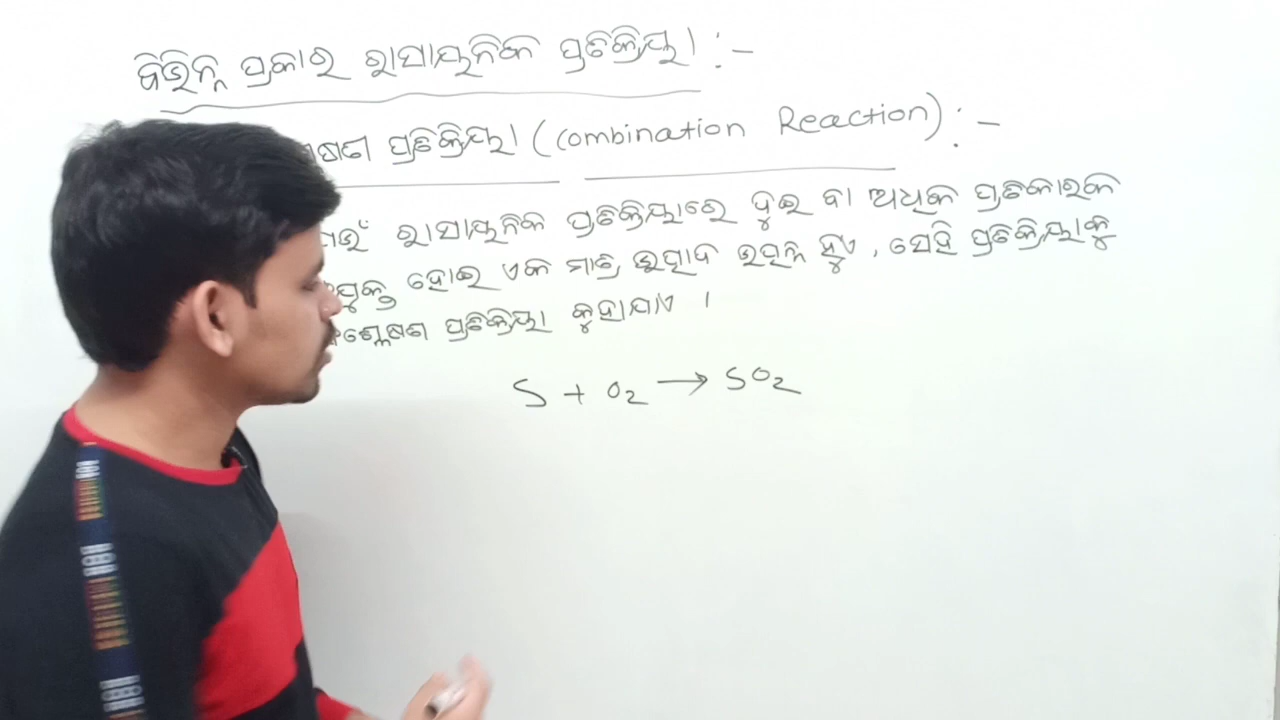 ବିଭିନ୍ନ ପ୍ରକାର ରାସାୟନିକ ପ୍ରତିକ୍ରିୟା :-
ପ୍ରତିକ୍ରିୟା (Combination Reaction) :-
ରାସାୟନିକ ପ୍ରତିକ୍ରିୟାରେ ଦୁଇ ବା ଅଧିକ ପ୍ରତିକାରକ
ହୋଇ ଏକ ମାତ୍ର ଉତ୍ପାଦ ଉତ୍ପନ୍ନ ହୁଏ, ସେହି ପ୍ରତିକ୍ରିୟାକୁ
ପ୍ରତିକ୍ରିୟା କୁହାଯାଏ ।
S + O₂ → SO₂